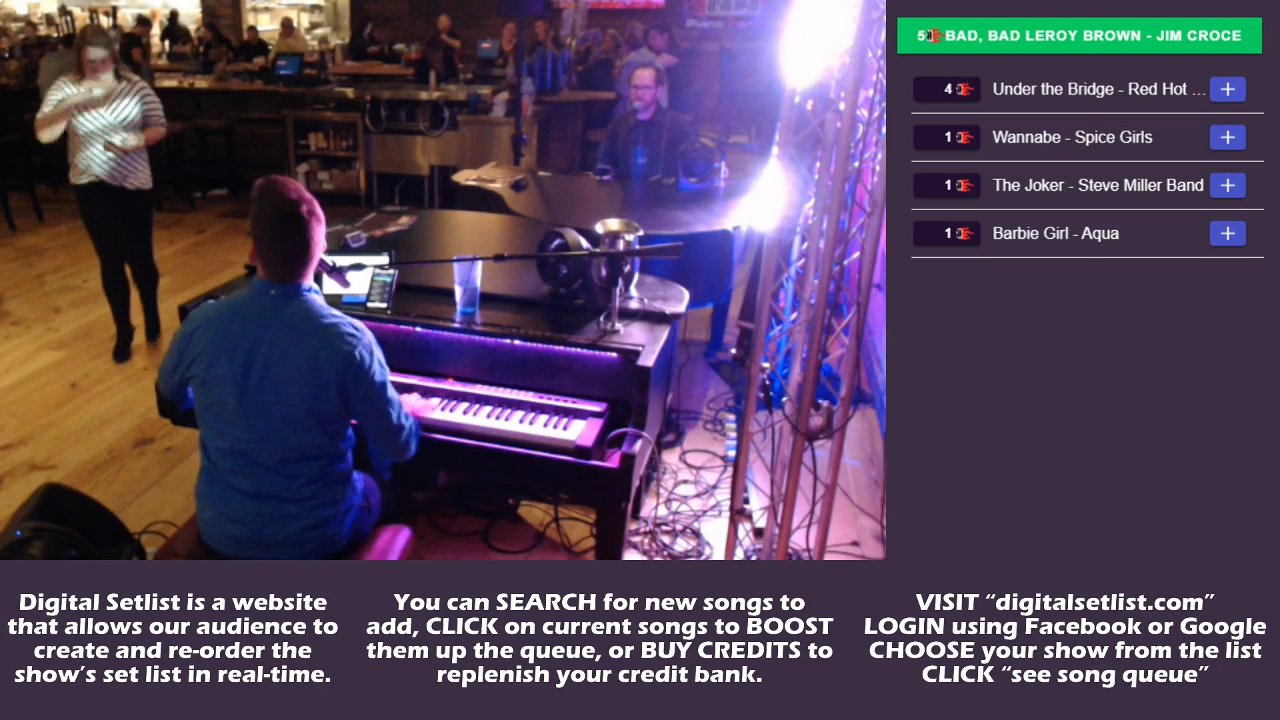 5 BAD, BAD LEROY BROWN - JIM CROCE
4 Under the Bridge - Red Hot ...
1 Wannabe - Spice Girls
1 The Joker - Steve Miller Band
1 Barbie Girl - Aqua
Digital Setlist is a website
that allows our audience to
create and re-order the
show's set list in real-time.
You can SEARCH for new songs to
add, CLICK on current songs to BOOST
them up the queue, or BUY CREDITS to
replenish your credit bank.
VISIT “digitalsetlist.com”
LOGIN using Facebook or Google
CHOOSE your show from the list
CLICK “see song queue”